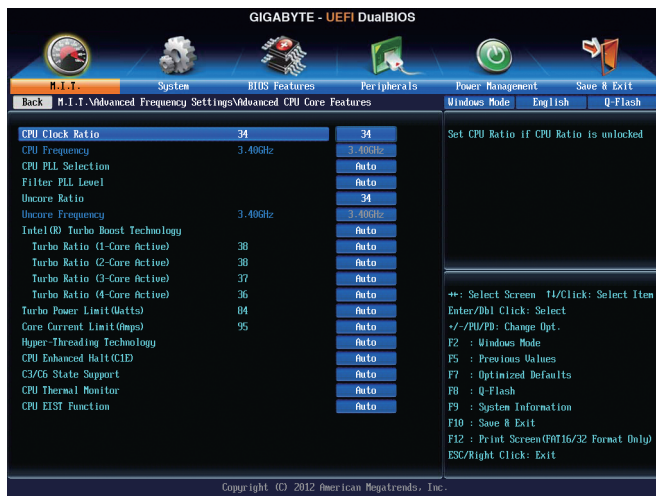 GIGABYTE - UEFI DualBIOS
M.I.T. System BIOS Features Peripherals Power Management Save & Exit
Back M.I.T.\Advanced Frequency Settings\Advanced CPU Core Features Windows Mode English Q-Flash
CPU Clock Ratio 34 34
CPU Frequency 3.40GHz 3.40GHz
CPU PLL Selection Auto
Filter PLL Level Auto
Uncore Ratio 34
Uncore Frequency 3.40GHz 3.40GHz
Intel(R) Turbo Boost Technology Auto
Turbo Ratio (1-Core Active) 38 Auto
Turbo Ratio (2-Core Active) 38 Auto
Turbo Ratio (3-Core Active) 37 Auto
Turbo Ratio (4-Core Active) 36 Auto
Turbo Power Limit(Watts) 84 Auto
Core Current Limit(Amps) 95 Auto
Hyper-Threading Technology Auto
CPU Enhanced Halt(C1E) Auto
C3/C6 State Support Auto
CPU Thermal Monitor Auto
CPU EIST Function Auto
Set CPU Ratio if CPU Ratio is unlocked
→←: Select Screen ↑↓/Click: Select Item
Enter/Dbl Click: Select
+/-/PU/PD: Change Opt.
F2 : Windows Mode
F5 : Previous Values
F7 : Optimized Defaults
F8 : Q-Flash
F9 : System Information
F10 : Save & Exit
F12 : Print Screen(FAT16/32 Format Only)
ESC/Right Click: Exit
Copyright (C) 2012 American Megatrends, Inc.